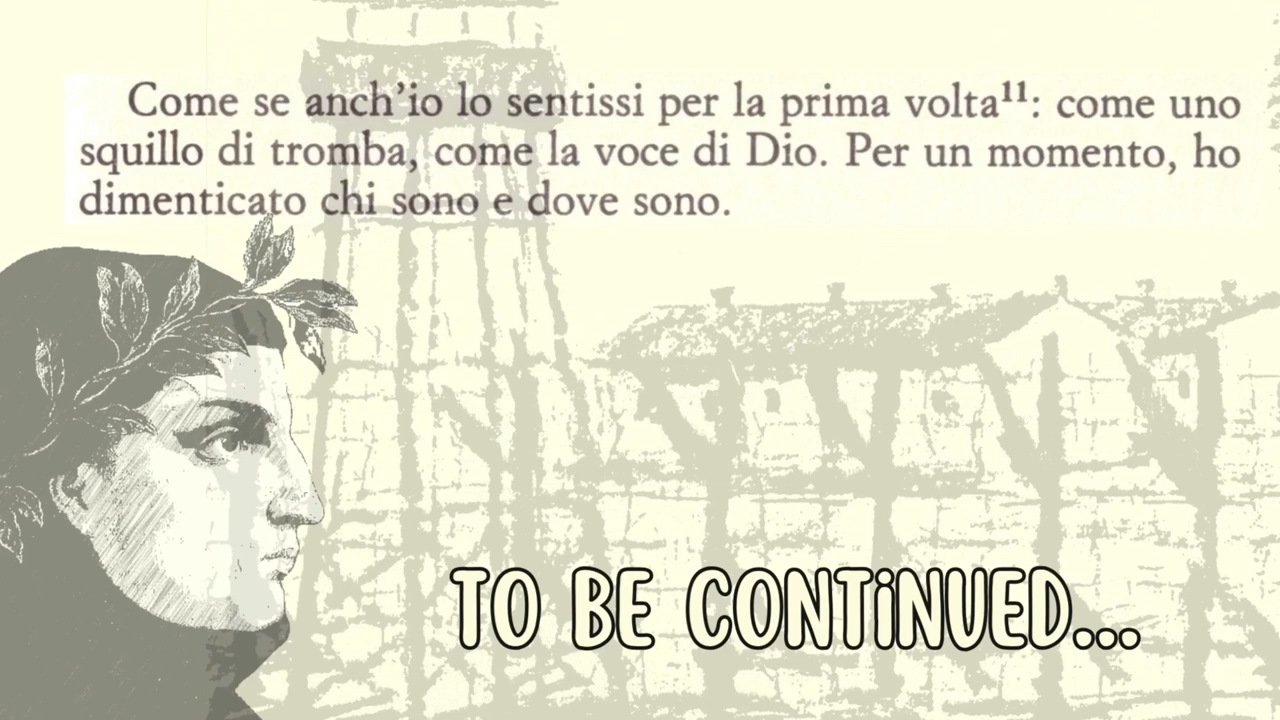 Come se anch’io lo sentissi per la prima volta¹¹: come uno
squillo di tromba, come la voce di Dio. Per un momento, ho
dimenticato chi sono e dove sono.
TO BE CONTiNUED...